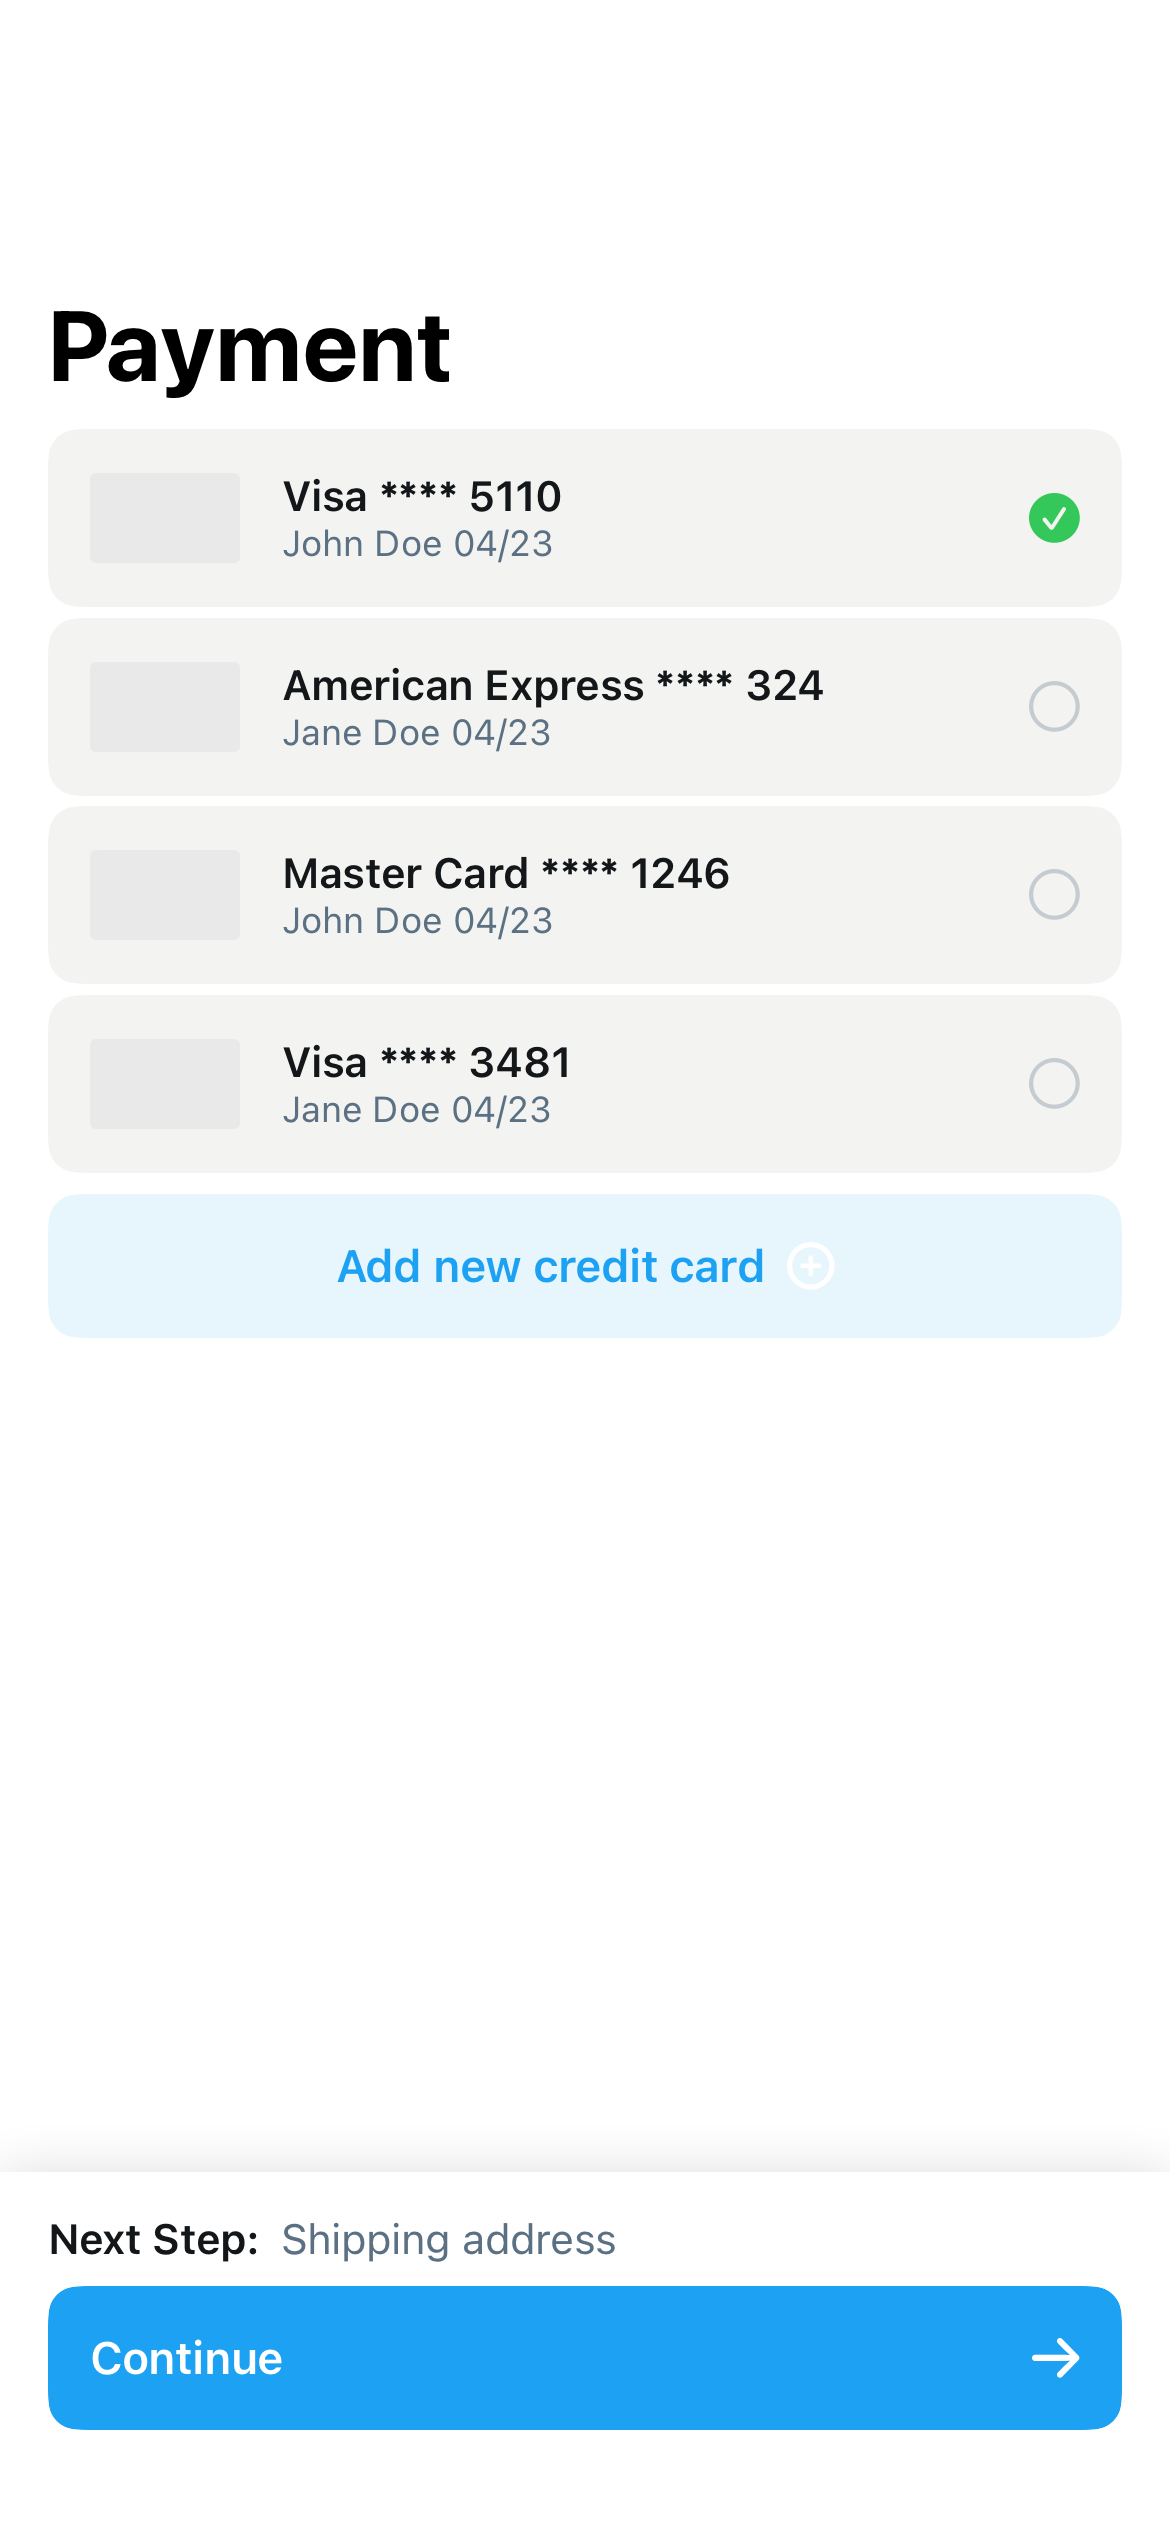 Payment
Visa **** 5110
John Doe 04/23
American Express **** 324
Jane Doe 04/23
Master Card **** 1246
John Doe 04/23
Visa **** 3481
Jane Doe 04/23
Add new credit card
Next Step: Shipping address
Continue